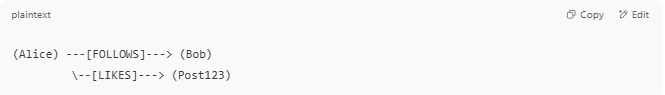 plaintext Copy Edit
(Alice) ---[FOLLOWS]---> (Bob)
\--[LIKES]---> (Post123)